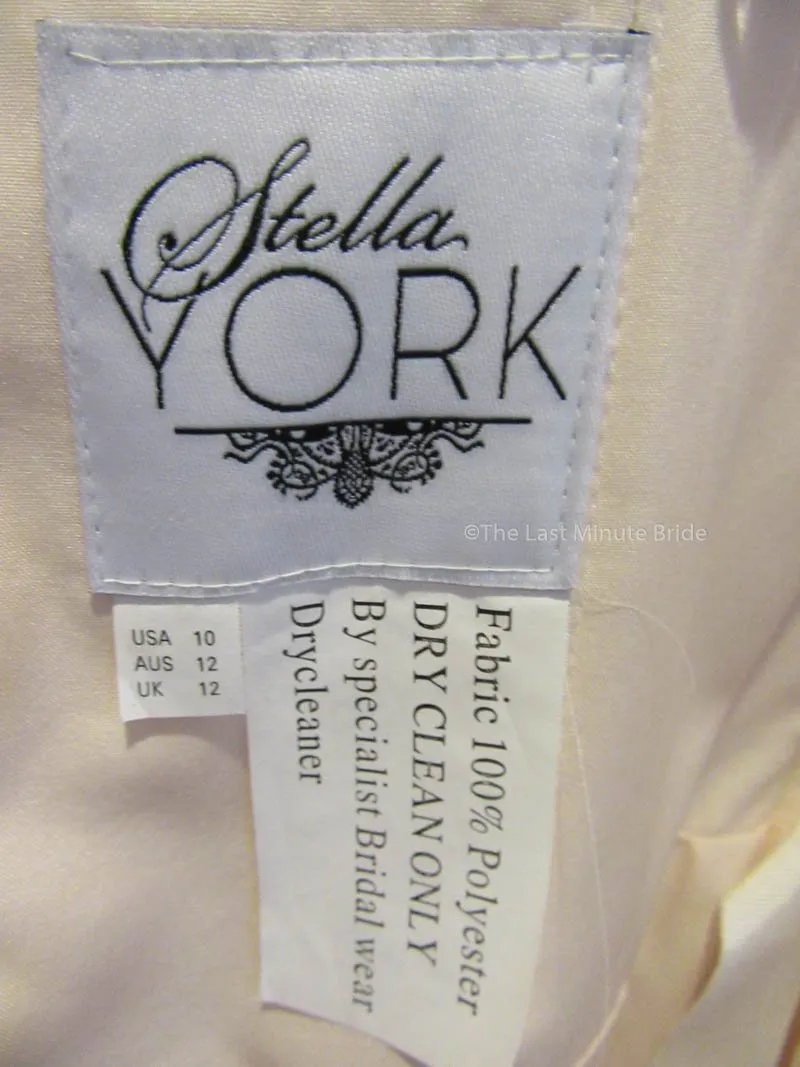 Stella
YORK
©The Last Minute Bride
USA 10
AUS 12
UK 12
Fabric 100% Polyester
DRY CLEAN ONLY
By specialist Bridal wear
Drycleaner